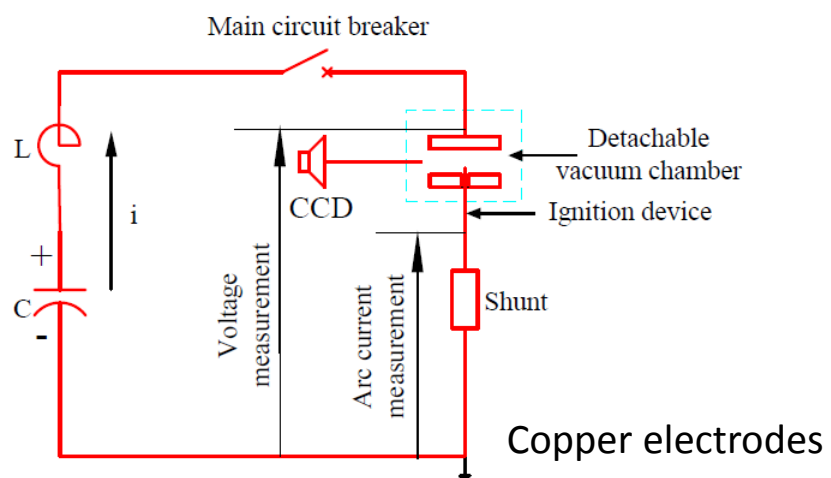 Main circuit breaker
L
i
+
C
-
CCD
Voltage
measurement
Arc current
measurement
Detachable
vacuum chamber
Ignition device
Shunt
Copper electrodes